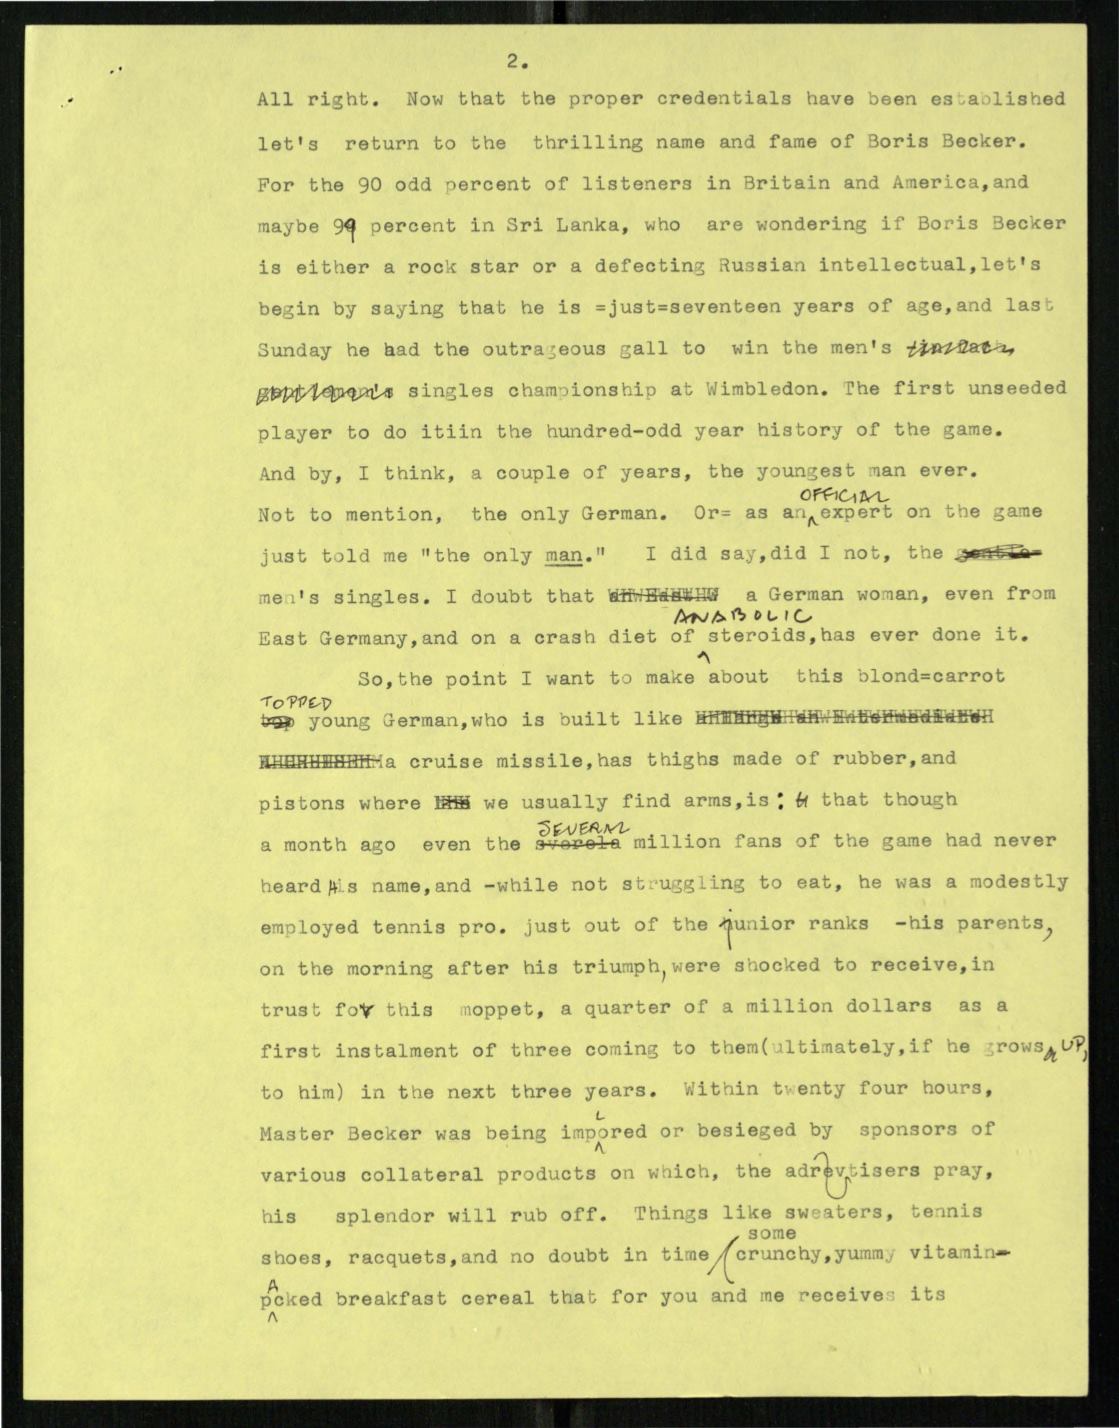 2.
All right.  Now that the proper credentials have been established
let's  return to the  thrilling name and fame of Boris Becker.
For the 90 odd percent of listeners in Britain and America,and
maybe 99 percent in Sri Lanka, who  are wondering if Boris Becker
is either a rock star or a defecting Russian intellectual,let's
begin by saying that he is =just=seventeen years of age,and last
Sunday he had the outrageous gall to  win the men's
gentlemen's singles championship at Wimbledon. The first unseeded
player to do itiin the hundred-odd year history of the game.
And by, I think, a couple of years, the youngest man ever.
OFFICIAL
Not to mention,  the only German.  Or= as an expert on the game
just told me "the only man."   I did say,did I not, the gentle=
men's singles. I doubt that  a German woman, even from
ANABOLIC
East Germany,and on a crash diet of steroids,has ever done it.
So,the point I want to make about  this blond=carrot
TOPPED
top young German,who is built like
a cruise missile,has thighs made of rubber,and
pistons where we usually find arms,is: that though
SEVERAL
a month ago  even the sverela million fans of the game had never
heard His name,and -while not struggling to eat, he was a modestly
employed tennis pro. just out of the junior ranks  -his parents,
on the morning after his triumph,were shocked to receive,in
trust for this  moppet, a quarter of a million dollars  as a
first instalment of three coming to them(ultimately,if he grows UP,
to him) in the next three years.  Within twenty four hours,
L
Master Becker was being impored or besieged by  sponsors of
various collateral products on which, the adrevtisers pray,
his   splendor will rub off.  Things like sweaters, tennis
some
shoes, racquets,and no doubt in time (crunchy,yummy vitamin-
A
pcked breakfast cereal that for you and me receives its